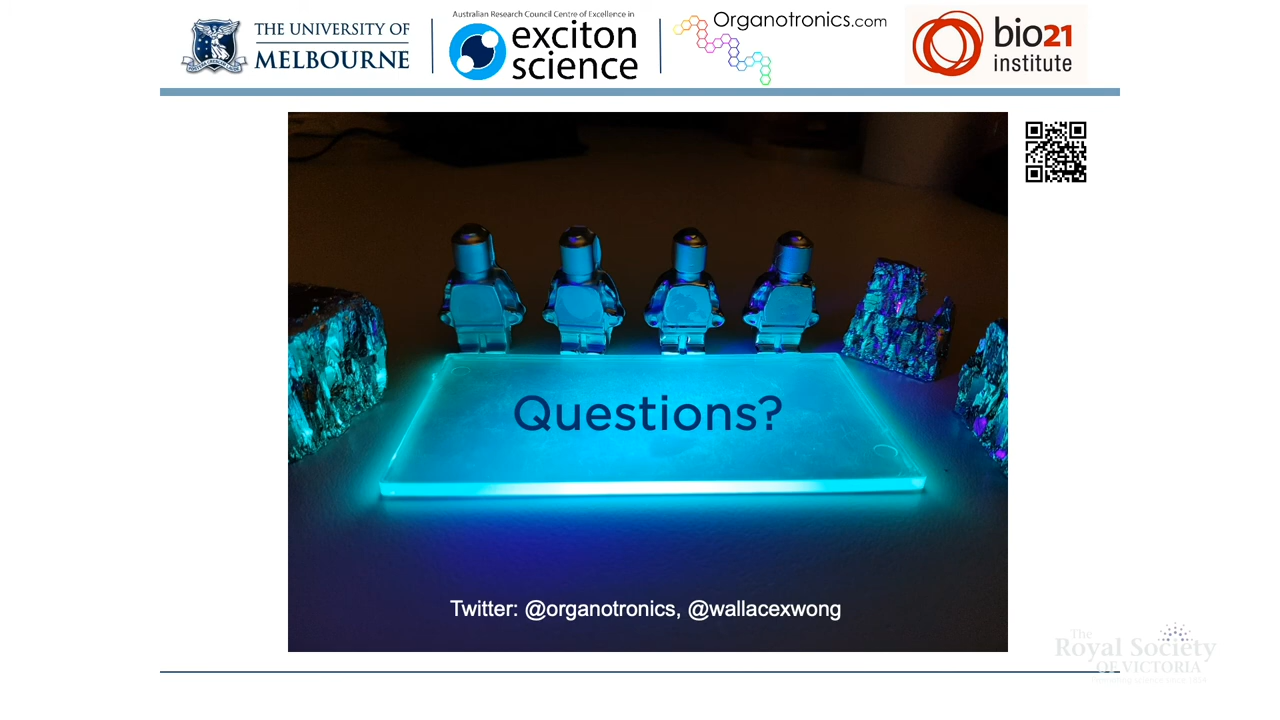 THE UNIVERSITY OF
MELBOURNE
Australian Research Council Centre of Excellence in
exciton
science
Organotronics.com
bio21
institute
Questions?
Twitter: @organotronics, @wallacexwong
The
Royal Society
OF VICTORIA